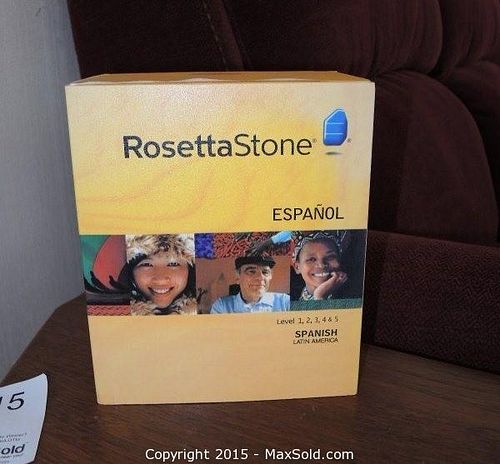 RosettaStone®
ESPAÑOL
Level 1, 2, 3, 4 & 5
SPANISH
LATIN AMERICA
15
old
Copyright 2015 - MaxSold.com